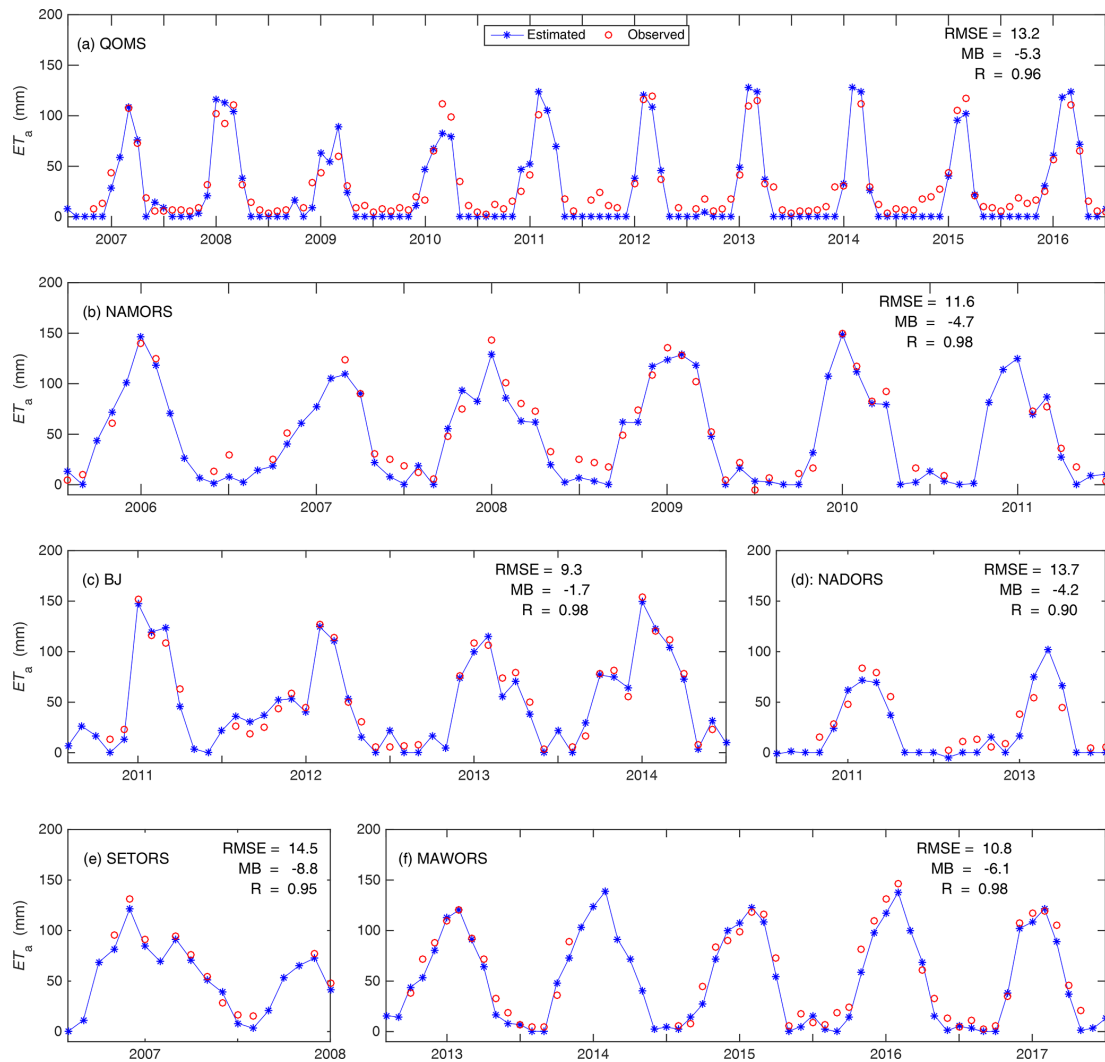 200
150
100
50
0
ETa (mm)
(a) QOMS
Estimated Observed
RMSE = 13.2
MB = -5.3
R = 0.96
2007 2008 2009 2010 2011 2012 2013 2014 2015 2016
200
150
100
50
0
ETa (mm)
(b) NAMORS
RMSE = 11.6
MB = -4.7
R = 0.98
2006 2007 2008 2009 2010 2011
200
150
100
50
0
ETa (mm)
(c) BJ
RMSE = 9.3
MB = -1.7
R = 0.98
2011 2012 2013 2014
200
150
100
50
0
(d): NADORS
RMSE = 13.7
MB = -4.2
R = 0.90
2011 2013
200
150
100
50
0
ETa (mm)
(e) SETORS
RMSE = 14.5
MB = -8.8
R = 0.95
2007 2008
200
150
100
50
0
(f) MAWORS
RMSE = 10.8
MB = -6.1
R = 0.98
2013 2014 2015 2016 2017